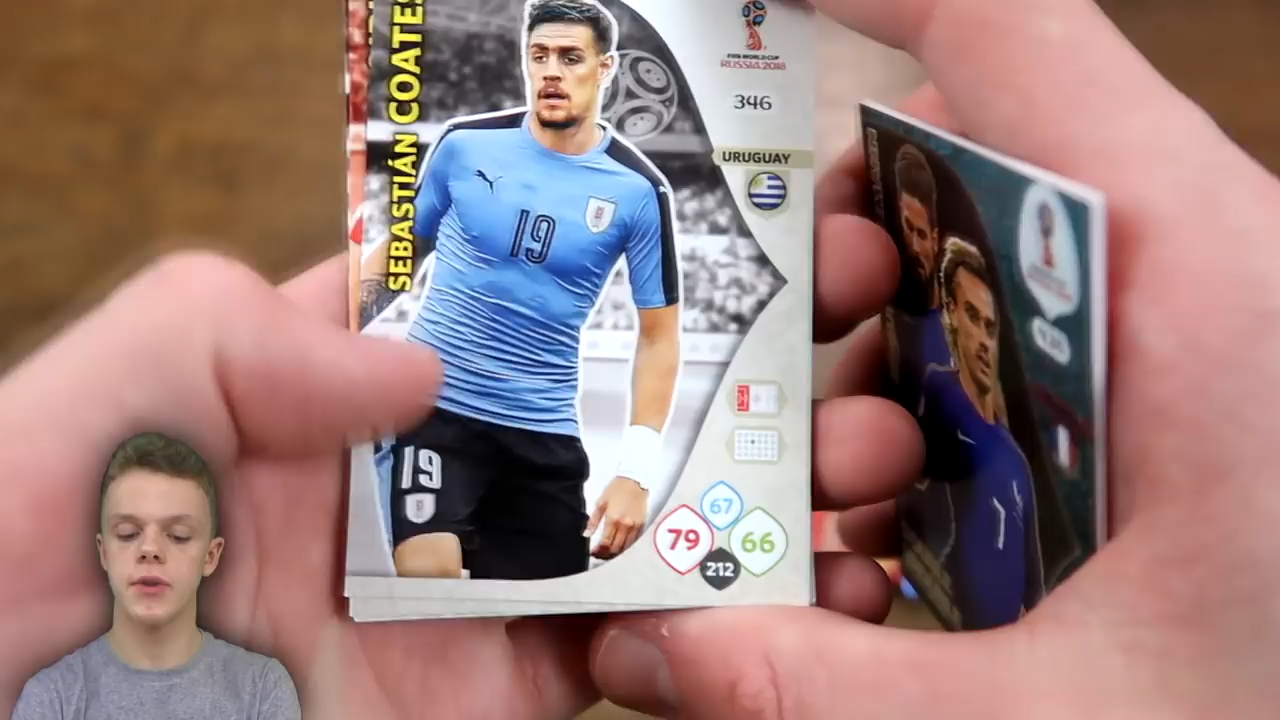 SEBASTIÁN COATES
FIFA WORLD CUP
RUSSIA 2018
346
URUGUAY
19
19
67
79
66
212